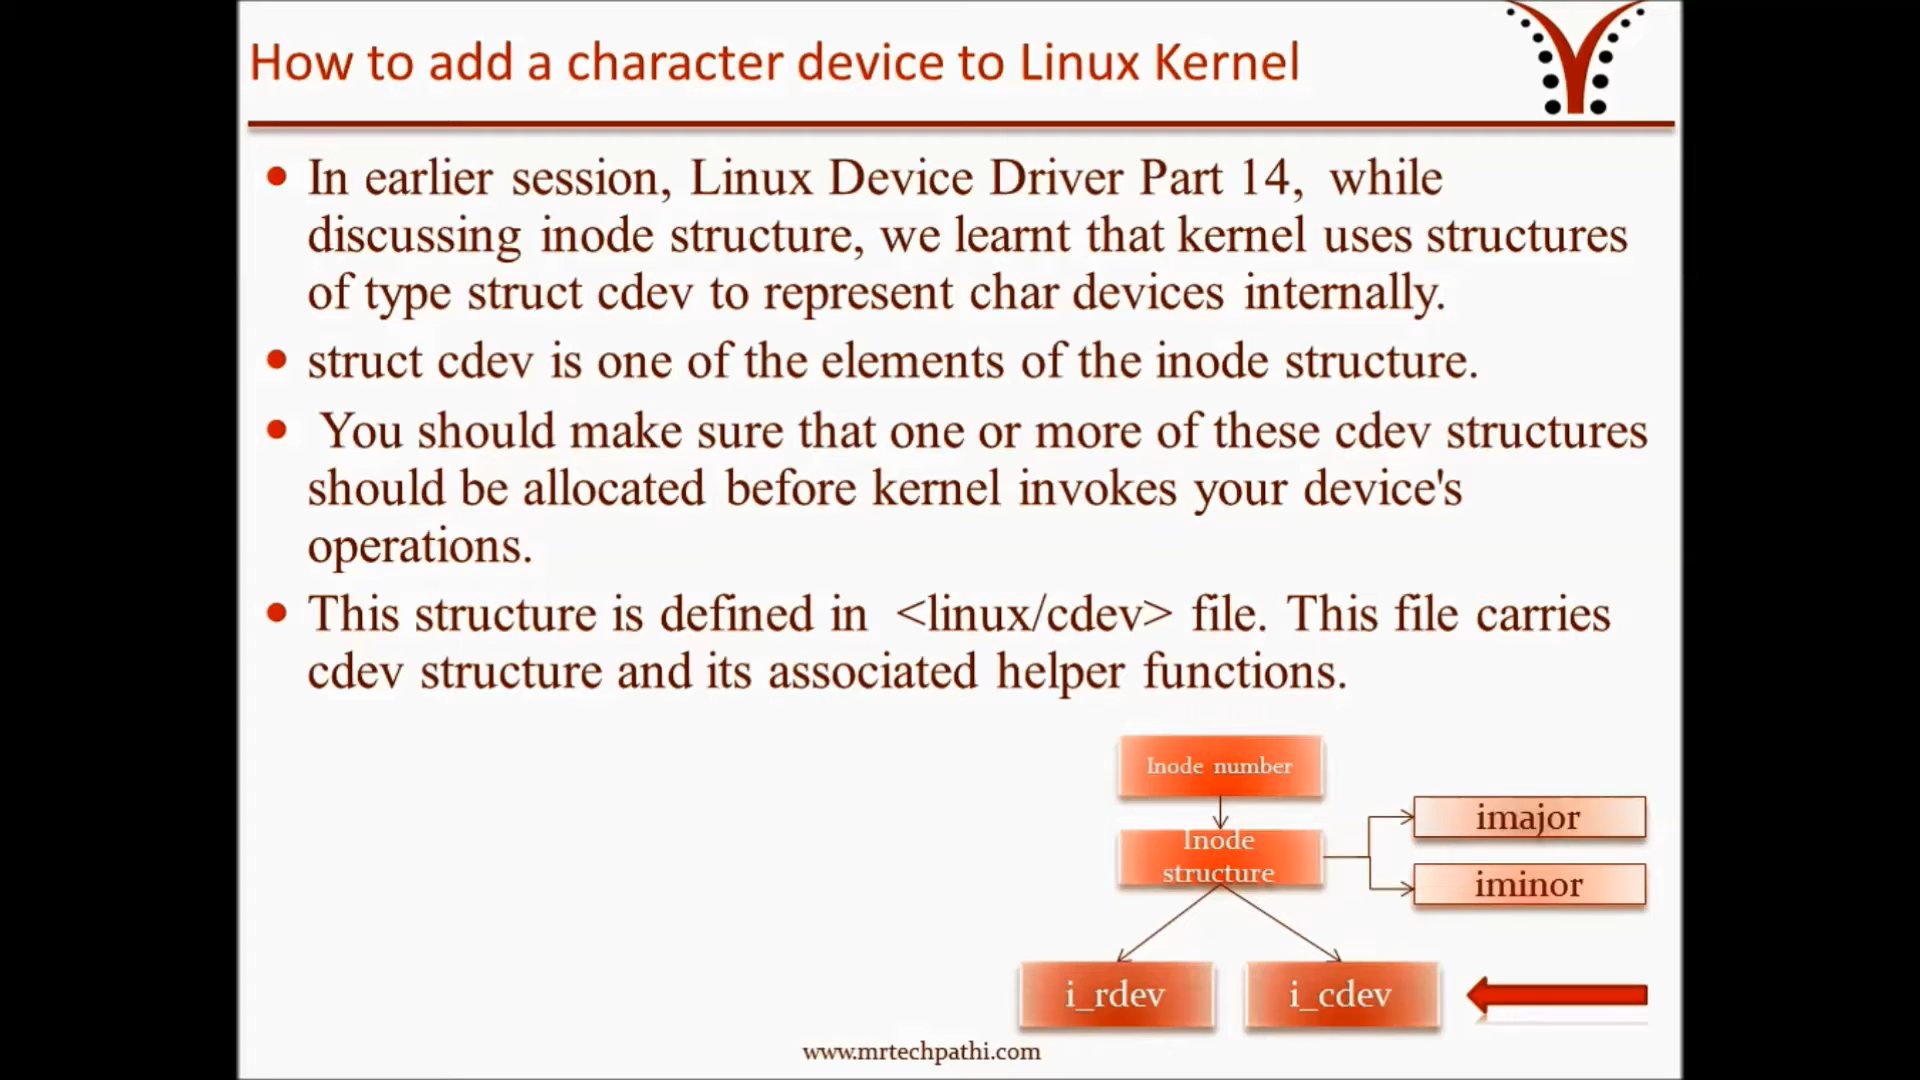 How to add a character device to Linux Kernel
• In earlier session, Linux Device Driver Part 14, while
discussing inode structure, we learnt that kernel uses structures
of type struct cdev to represent char devices internally.
• struct cdev is one of the elements of the inode structure.
• You should make sure that one or more of these cdev structures
should be allocated before kernel invokes your device's
operations.
• This structure is defined in <linux/cdev> file. This file carries
cdev structure and its associated helper functions.
Inode number
Inode
structure
imajor
iminor
i_rdev
i_cdev
www.mrtechpathi.com